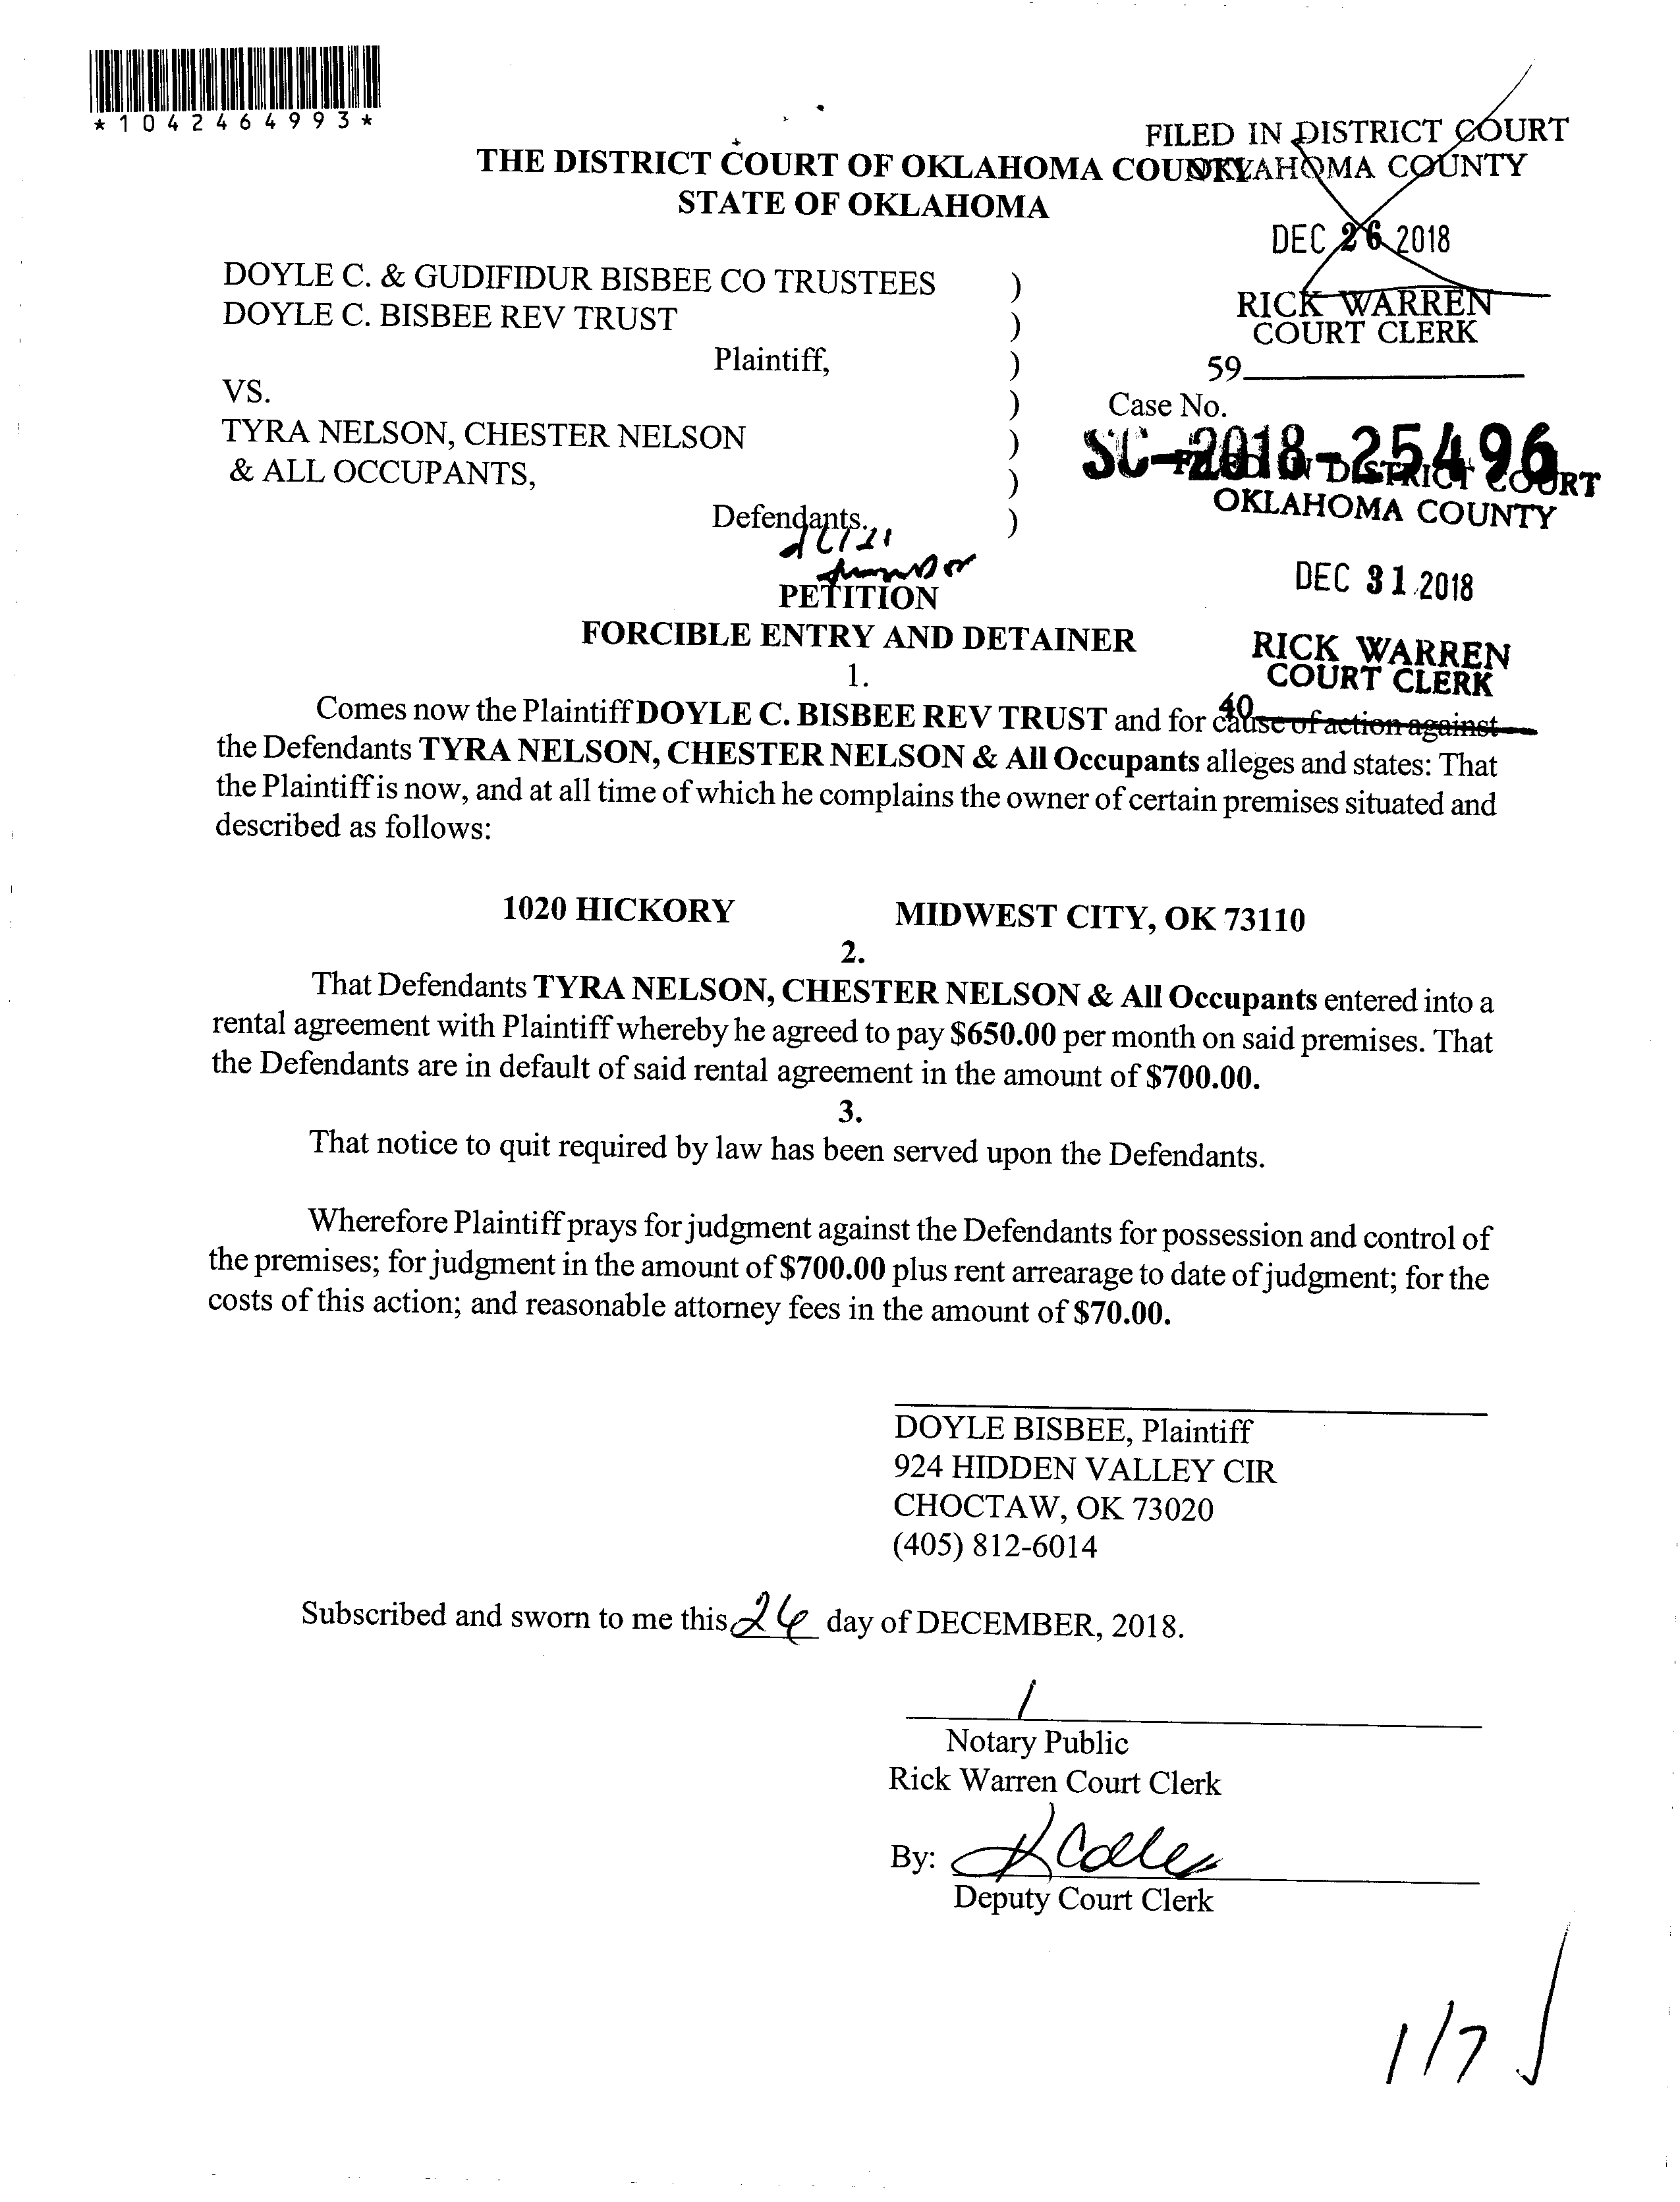 *1042464993*
FILED IN DISTRICT COURT
OKLAHOMA COUNTY
THE DISTRICT COURT OF OKLAHOMA COUNTY
STATE OF OKLAHOMA
DEC 26 2018
RICK WARREN
COURT CLERK
59
DOYLE C. & GUDIFIDUR BISBEE CO TRUSTEES )
DOYLE C. BISBEE REV TRUST )
Plaintiff, )
VS. )
Case No.
SC-2018-25496
TYRA NELSON, CHESTER NELSON )
& ALL OCCUPANTS, )
Defendants. )
FILED IN DISTRICT COURT
OKLAHOMA COUNTY
DEC 31 2018
RICK WARREN
COURT CLERK
40
PETITION
FORCIBLE ENTRY AND DETAINER
1.
Comes now the Plaintiff DOYLE C. BISBEE REV TRUST and for cause of action against
the Defendants TYRA NELSON, CHESTER NELSON & All Occupants alleges and states: That
the Plaintiff is now, and at all time of which he complains the owner of certain premises situated and
described as follows:
1020 HICKORY MIDWEST CITY, OK 73110
2.
That Defendants TYRA NELSON, CHESTER NELSON & All Occupants entered into a
rental agreement with Plaintiff whereby he agreed to pay $650.00 per month on said premises. That
the Defendants are in default of said rental agreement in the amount of $700.00.
3.
That notice to quit required by law has been served upon the Defendants.
Wherefore Plaintiff prays for judgment against the Defendants for possession and control of
the premises; for judgment in the amount of $700.00 plus rent arrearage to date of judgment; for the
costs of this action; and reasonable attorney fees in the amount of $70.00.
DOYLE BISBEE, Plaintiff
924 HIDDEN VALLEY CIR
CHOCTAW, OK 73020
(405) 812-6014
Subscribed and sworn to me this 26 day of DECEMBER, 2018.
Notary Public
Rick Warren Court Clerk
By:
Deputy Court Clerk
1/7